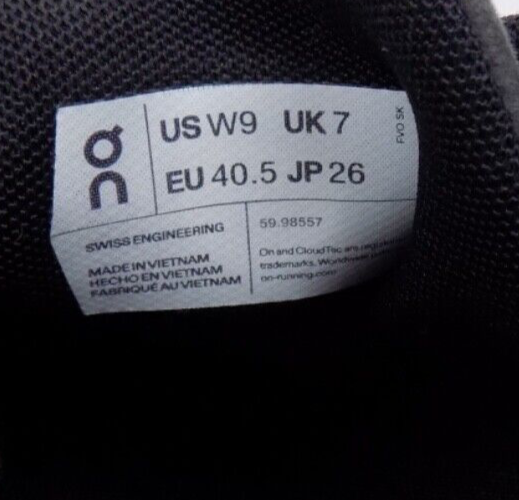 On
US W9 UK 7
EU 40.5 JP 26
FVO SK
SWISS ENGINEERING
MADE IN VIETNAM
HECHO EN VIETNAM
FABRIQUÉ AU VIETNAM
59.98557
On and CloudTec are
trademarks. Worldwide
on-running.com